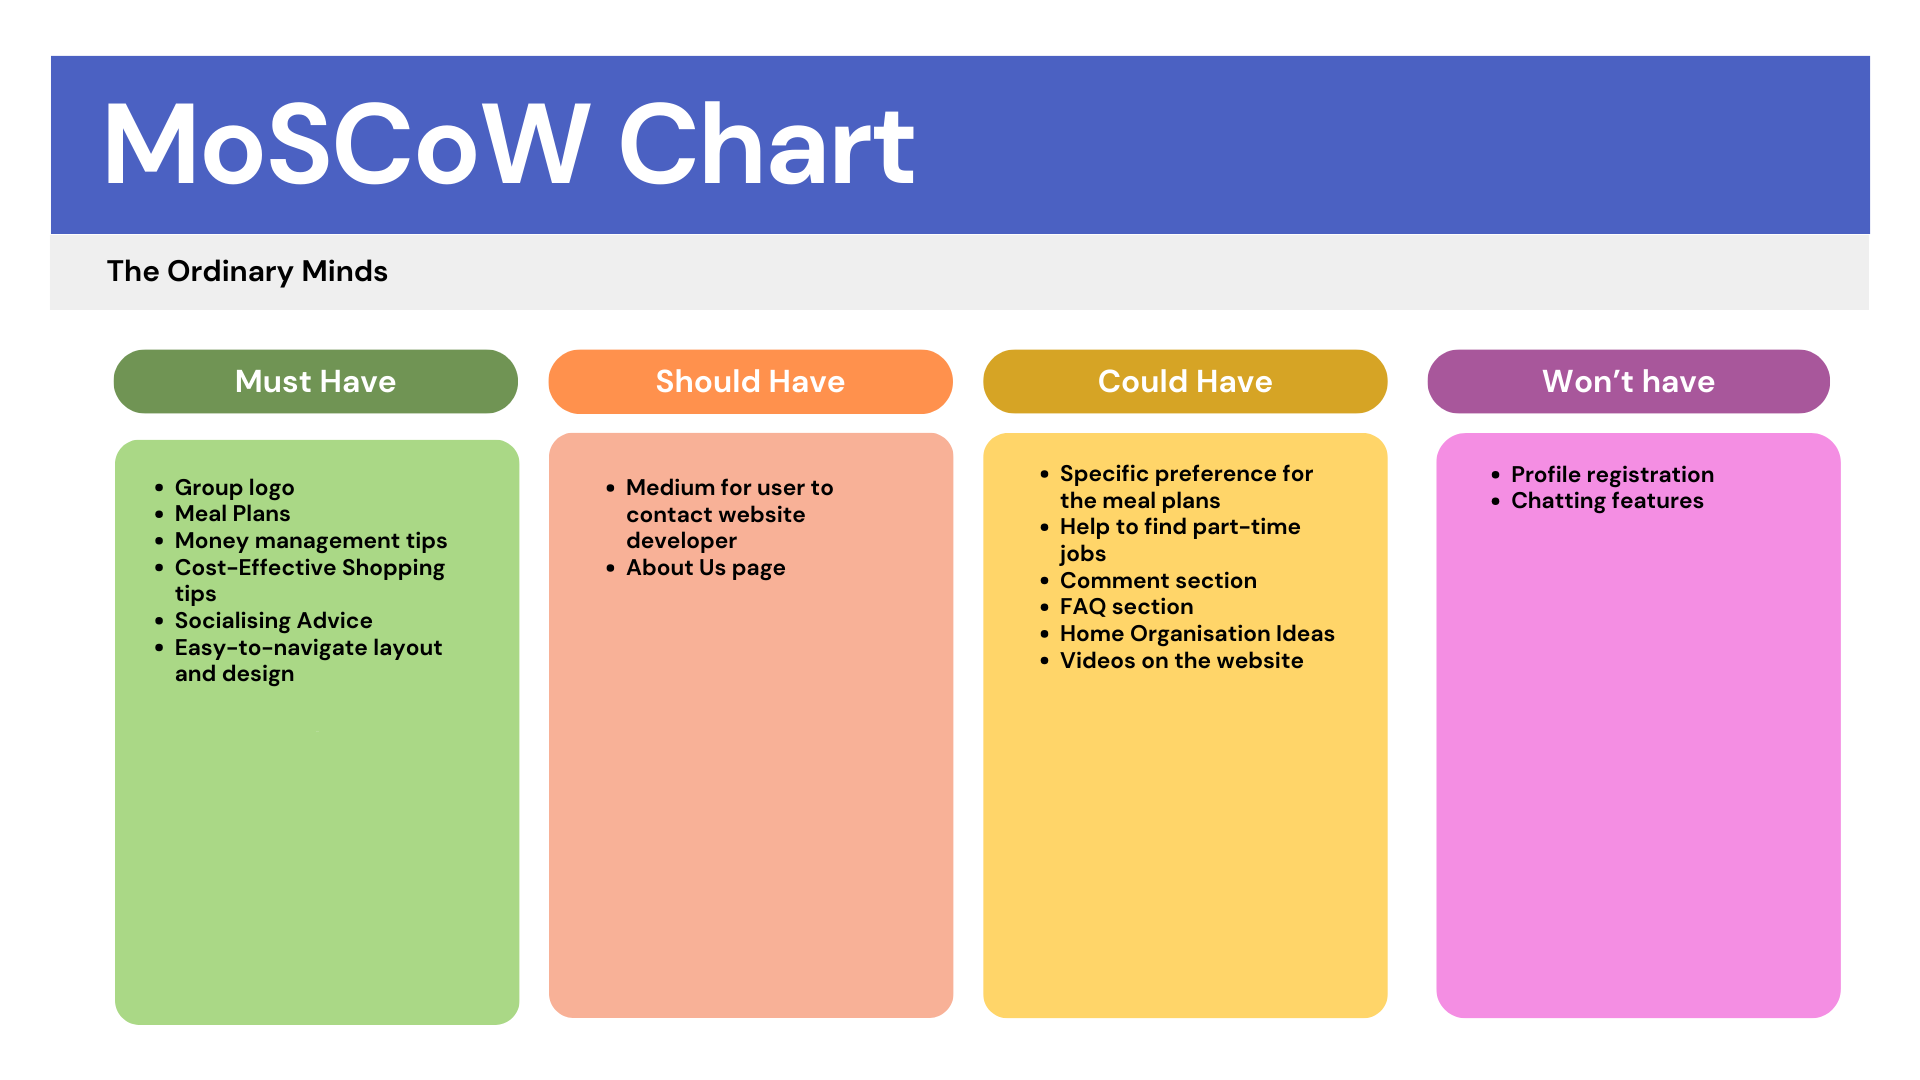 MoSCoW Chart
The Ordinary Minds
Must Have
Group logo
Meal Plans
Money management tips
Cost-Effective Shopping
tips
Socialising Advice
Easy-to-navigate layout
and design
Should Have
Medium for user to
contact website
developer
About Us page
Could Have
Specific preference for
the meal plans
Help to find part-time
jobs
Comment section
FAQ section
Home Organisation Ideas
Videos on the website
Won’t have
Profile registration
Chatting features